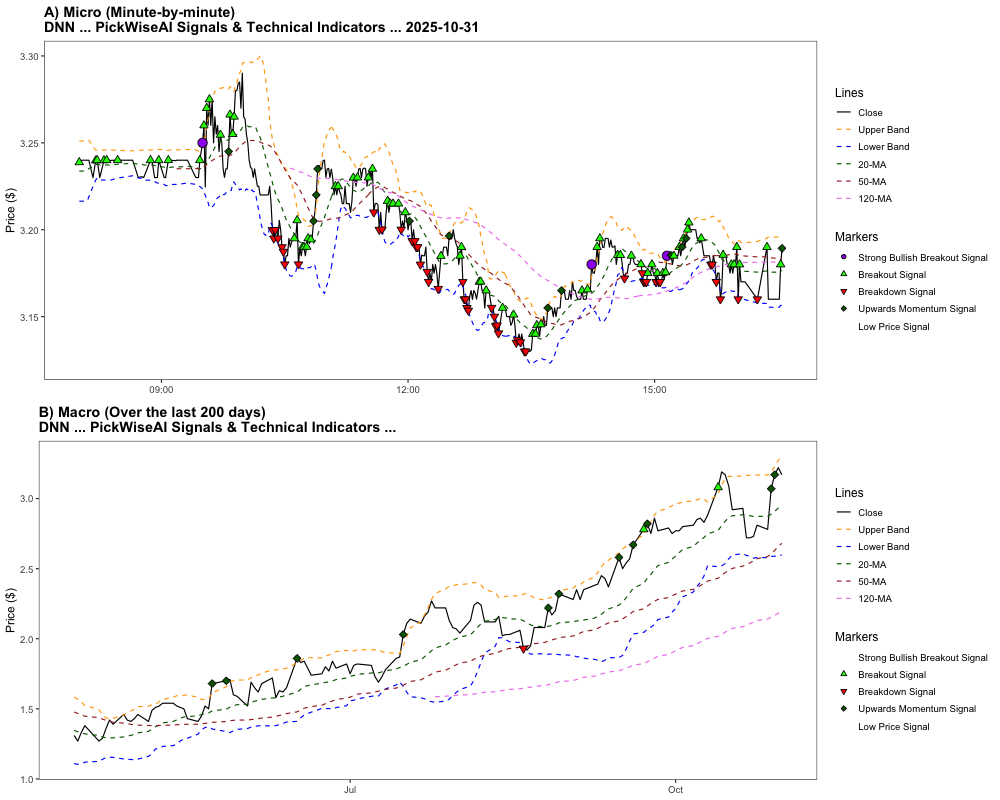 A) Micro (Minute-by-minute)
DNN ... PickWiseAI Signals & Technical Indicators ... 2025-10-31
Price ($)
3.30
3.25
3.20
3.15
09:00
12:00
15:00
Lines
Close
Upper Band
Lower Band
20-MA
50-MA
120-MA
Markers
Strong Bullish Breakout Signal
Breakout Signal
Breakdown Signal
Upwards Momentum Signal
Low Price Signal
B) Macro (Over the last 200 days)
DNN ... PickWiseAI Signals & Technical Indicators ...
Price ($)
3.0
2.5
2.0
1.5
1.0
Jul
Oct
Lines
Close
Upper Band
Lower Band
20-MA
50-MA
120-MA
Markers
Strong Bullish Breakout Signal
Breakout Signal
Breakdown Signal
Upwards Momentum Signal
Low Price Signal